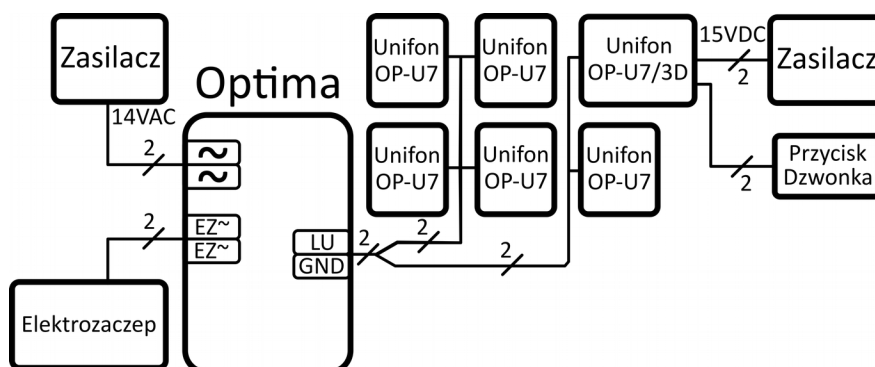 Zasilacz
14VAC
2
Optima
~
~
2
EZ~
EZ~
Elektrozaczep
LU
GND
2
2
2
Unifon
OP-U7
Unifon
OP-U7
Unifon
OP-U7
Unifon
OP-U7
Unifon
OP-U7/3D
Unifon
OP-U7
15VDC
2
Zasilacz
2
Przycisk
Dzwonka